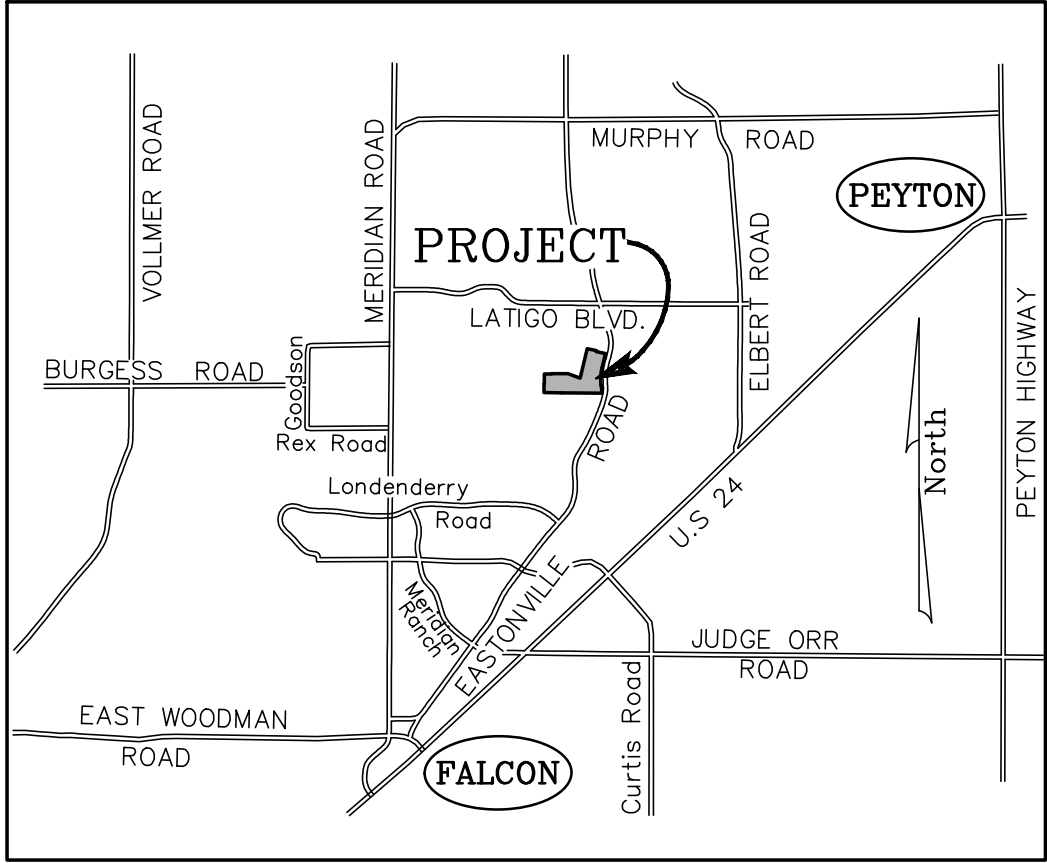 MURPHY ROAD
VOLLMER ROAD
MERIDIAN ROAD
PEYTON
PROJECT
ELBERT ROAD
LATIGO BLVD.
PEYTON HIGHWAY
BURGESS ROAD
Goodson
Rex Road
ROAD
North
Londenderry
Road
U.S 24
EASTONVILLE
Meridian
Ranch
JUDGE ORR
ROAD
Curtis Road
EAST WOODMAN
ROAD
FALCON